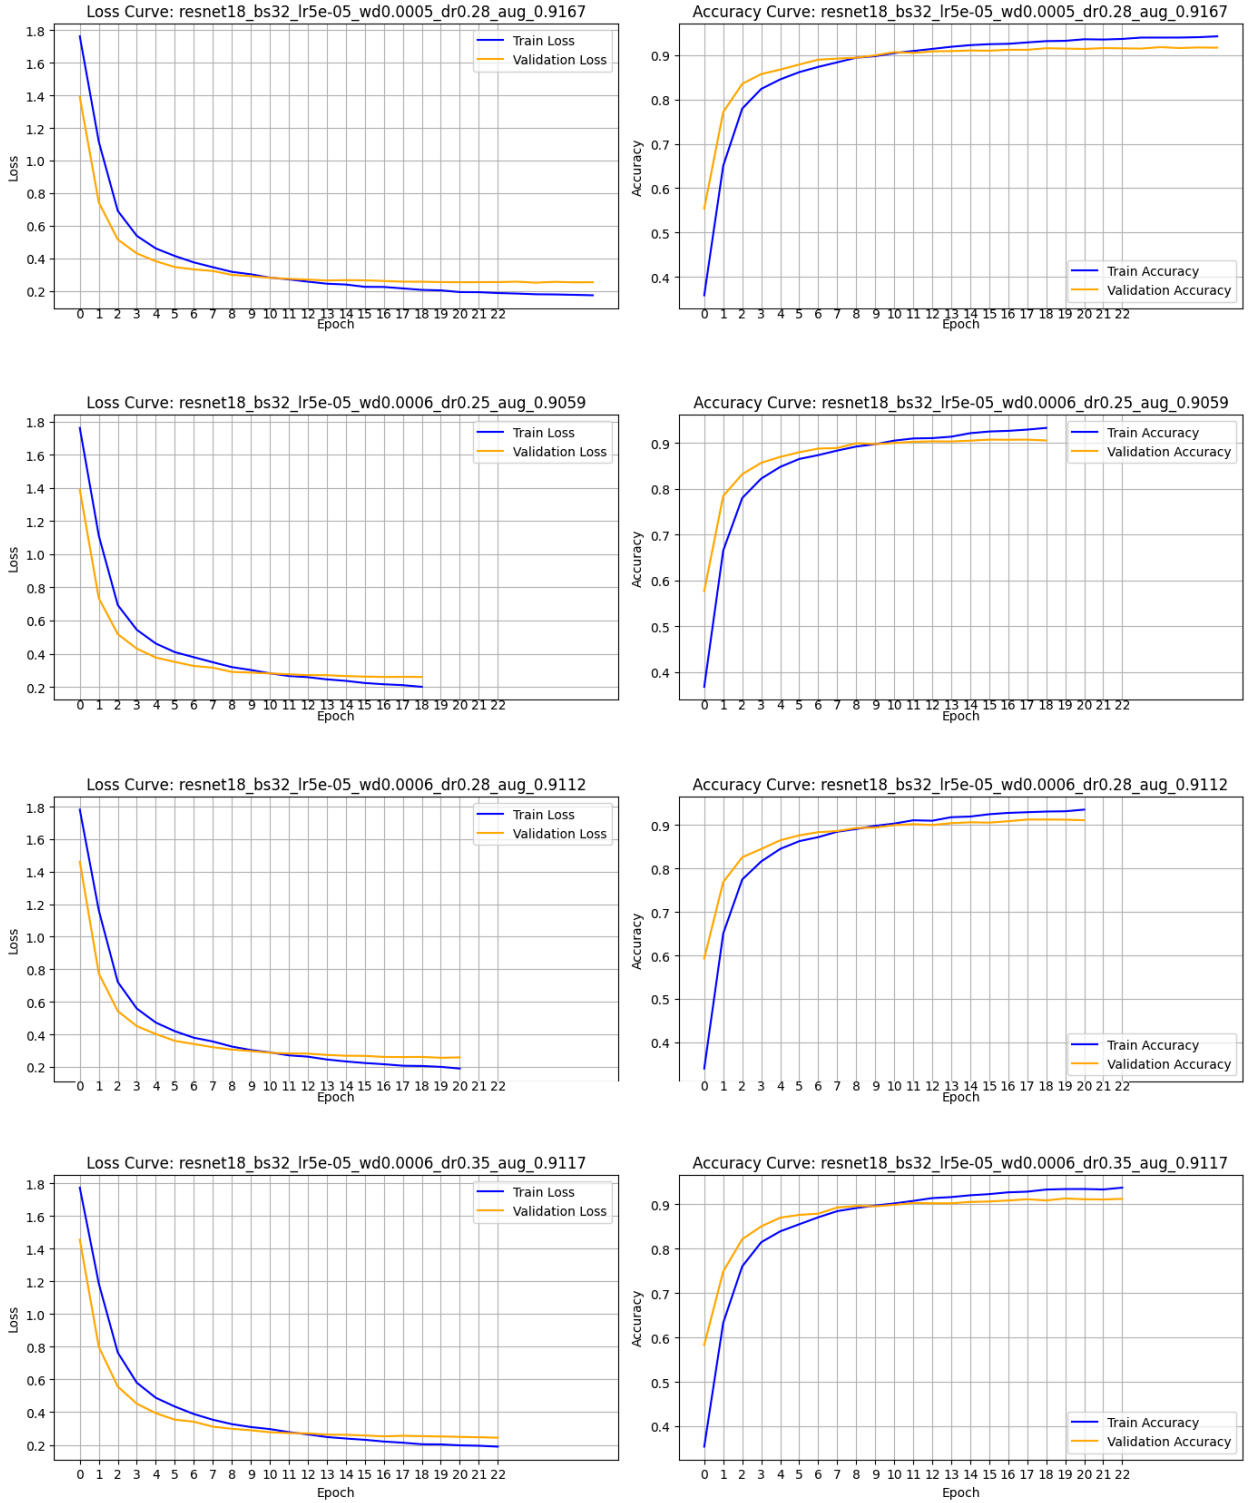 Loss Curve: resnet18_bs32_lr5e-05_wd0.0005_dr0.28_aug_0.9167
Train Loss
Validation Loss
Loss
1.8
1.6
1.4
1.2
1.0
0.8
0.6
0.4
0.2
0 1 2 3 4 5 6 7 8 9 10 11 12 13 14 15 16 17 18 19 20 21 22
Epoch
Accuracy Curve: resnet18_bs32_lr5e-05_wd0.0005_dr0.28_aug_0.9167
Accuracy
0.9
0.8
0.7
0.6
0.5
0.4
Train Accuracy
Validation Accuracy
0 1 2 3 4 5 6 7 8 9 10 11 12 13 14 15 16 17 18 19 20 21 22
Epoch
Loss Curve: resnet18_bs32_lr5e-05_wd0.0006_dr0.25_aug_0.9059
Train Loss
Validation Loss
Loss
1.8
1.6
1.4
1.2
1.0
0.8
0.6
0.4
0.2
0 1 2 3 4 5 6 7 8 9 10 11 12 13 14 15 16 17 18 19 20 21 22
Epoch
Accuracy Curve: resnet18_bs32_lr5e-05_wd0.0006_dr0.25_aug_0.9059
Train Accuracy
Validation Accuracy
Accuracy
0.9
0.8
0.7
0.6
0.5
0.4
0 1 2 3 4 5 6 7 8 9 10 11 12 13 14 15 16 17 18 19 20 21 22
Epoch
Loss Curve: resnet18_bs32_lr5e-05_wd0.0006_dr0.28_aug_0.9112
Train Loss
Validation Loss
Loss
1.8
1.6
1.4
1.2
1.0
0.8
0.6
0.4
0.2
0 1 2 3 4 5 6 7 8 9 10 11 12 13 14 15 16 17 18 19 20 21 22
Epoch
Accuracy Curve: resnet18_bs32_lr5e-05_wd0.0006_dr0.28_aug_0.9112
Accuracy
0.9
0.8
0.7
0.6
0.5
0.4
Train Accuracy
Validation Accuracy
0 1 2 3 4 5 6 7 8 9 10 11 12 13 14 15 16 17 18 19 20 21 22
Epoch
Loss Curve: resnet18_bs32_lr5e-05_wd0.0006_dr0.35_aug_0.9117
Train Loss
Validation Loss
Loss
1.8
1.6
1.4
1.2
1.0
0.8
0.6
0.4
0.2
0 1 2 3 4 5 6 7 8 9 10 11 12 13 14 15 16 17 18 19 20 21 22
Epoch
Accuracy Curve: resnet18_bs32_lr5e-05_wd0.0006_dr0.35_aug_0.9117
Accuracy
0.9
0.8
0.7
0.6
0.5
0.4
Train Accuracy
Validation Accuracy
0 1 2 3 4 5 6 7 8 9 10 11 12 13 14 15 16 17 18 19 20 21 22
Epoch